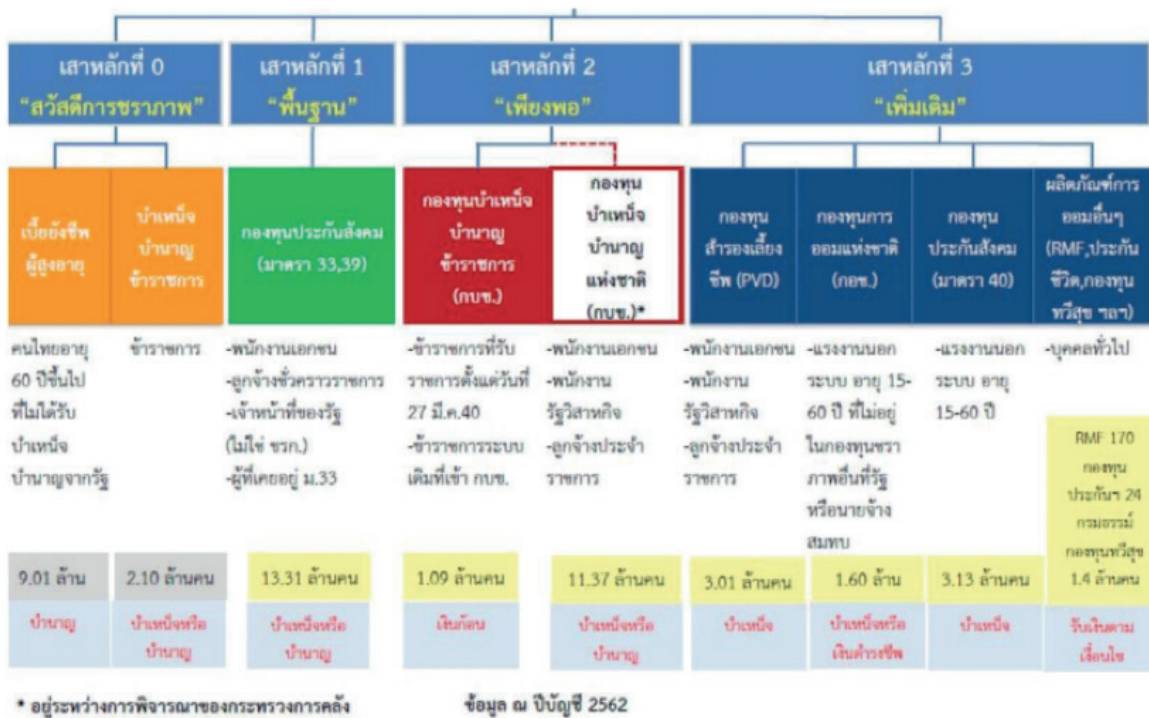 เสาหลักที่ 0
"สวัสดีการชราภาพ"
เสาหลักที่ 1
"พื้นฐาน"
เสาหลักที่ 2
"เพียงพอ"
เสาหลักที่ 3
"เพิ่มเติม"
เบี้ยยังชีพ
ผู้สูงอายุ
บำเหน็จ
บำนาญ
ข้าราชการ
กองทุนประกันสังคม
(มาตรา 33,39)
กองทุนบำเหน็จ
บำนาญ
ข้าราชการ
(กบข.)
กองทุน
บำเหน็จ
บำนาญ
แห่งชาติ
(กบช.)*
กองทุน
สำรองเลี้ยง
ชีพ (PVD)
กองทุนการ
ออมแห่งชาติ
(กอช.)
กองทุน
ประกันสังคม
(มาตรา 40)
ผลิตภัณฑ์การ
ออมอื่นๆ
(RMF,ประกัน
ชีวิต,กองทุน
ทวีสุข ฯลฯ)
คนไทยอายุ
60 ปีขึ้นไป
ที่ไม่ได้รับ
บำเหน็จ
บำนาญจากรัฐ
ข้าราชการ
-พนักงานเอกชน
-ลูกจ้างชั่วคราวราชการ
-เจ้าหน้าที่ของรัฐ
(ไม่ใช่ ขรก.)
-ผู้ที่เคยอยู่ ม.33
-ข้าราชการที่รับ
ราชการตั้งแต่วันที่
27 มี.ค.40
-ข้าราชการระบบ
เดิมที่เข้า กบข.
-พนักงานเอกชน
-พนักงาน
รัฐวิสาหกิจ
-ลูกจ้างประจำ
ราชการ
-พนักงานเอกชน
-พนักงาน
รัฐวิสาหกิจ
-ลูกจ้างประจำ
ราชการ
-แรงงานนอก
ระบบ อายุ 15-
60 ปี ที่ไม่อยู่
ในกองทุนชรา
ภาพอื่นที่รัฐ
หรือนายจ้าง
สมทบ
-แรงงานนอก
ระบบ อายุ
15-60 ปี
-บุคคลทั่วไป
RMF 170
กองทุน
ประกันฯ 24
กรมธรรม์
กองทุนทวีสุข
1.4 ล้านคน
9.01 ล้าน
2.10 ล้านคน
13.31 ล้านคน
1.09 ล้านคน
11.37 ล้านคน
3.01 ล้านคน
1.60 ล้าน
3.13 ล้านคน
บำนาญ
บำเหน็จหรือ
บำนาญ
บำเหน็จหรือ
บำนาญ
เงินก้อน
บำเหน็จหรือ
บำนาญ
บำเหน็จ
บำเหน็จหรือ
เงินดำรงชีพ
บำเหน็จ
รับเงินตาม
เงื่อนไข
* อยู่ระหว่างการพิจารณาของกระทรวงการคลัง
ข้อมูล ณ ปีบัญชี 2562